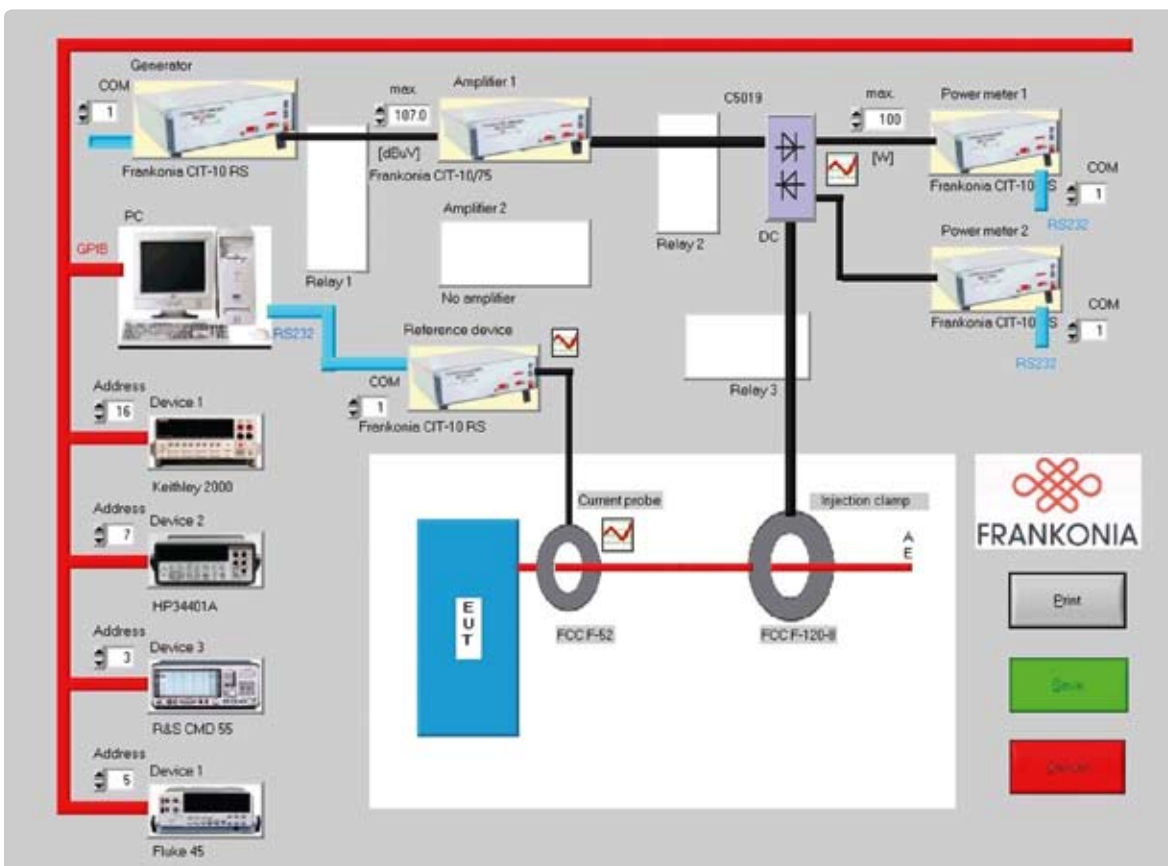 Generator
COM
1
Frankonia CIT-10 RS
max.
107.0
[dBuV]
Amplifier 1
Frankonia CIT-10/75
C5019
DC
max.
100
[W]
Power meter 1
Frankonia CIT-10 RS
COM
1
RS232
PC
GPIB
RS232
Relay 1
Amplifier 2
No amplifier
Relay 2
Power meter 2
Frankonia CIT-10 RS
COM
1
RS232
Reference device
COM
1
Frankonia CIT-10 RS
Relay 3
Address
16
Device 1
Keithley 2000
Address
7
Device 2
HP34401A
Address
3
Device 3
R&S CMD 55
Address
5
Device 1
Fluke 45
Current probe
Injection clamp
A
E
EUT
FCC F-52
FCC F-120-8
FRANKONIA
Print
Save
Cancel